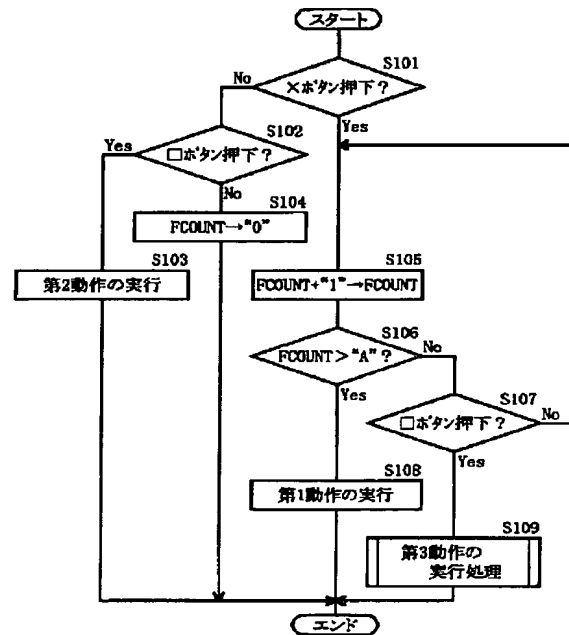 スタート
S101
×ボタン押下？
No
Yes
S102
□ボタン押下？
Yes
No
S104
FCOUNT→“0”
S103
第2動作の実行
S105
FCOUNT+“1”→FCOUNT
S106
FCOUNT＞“A”？
No
Yes
S107
□ボタン押下？
No
Yes
S108
第1動作の実行
S109
第3動作の
実行処理
エンド